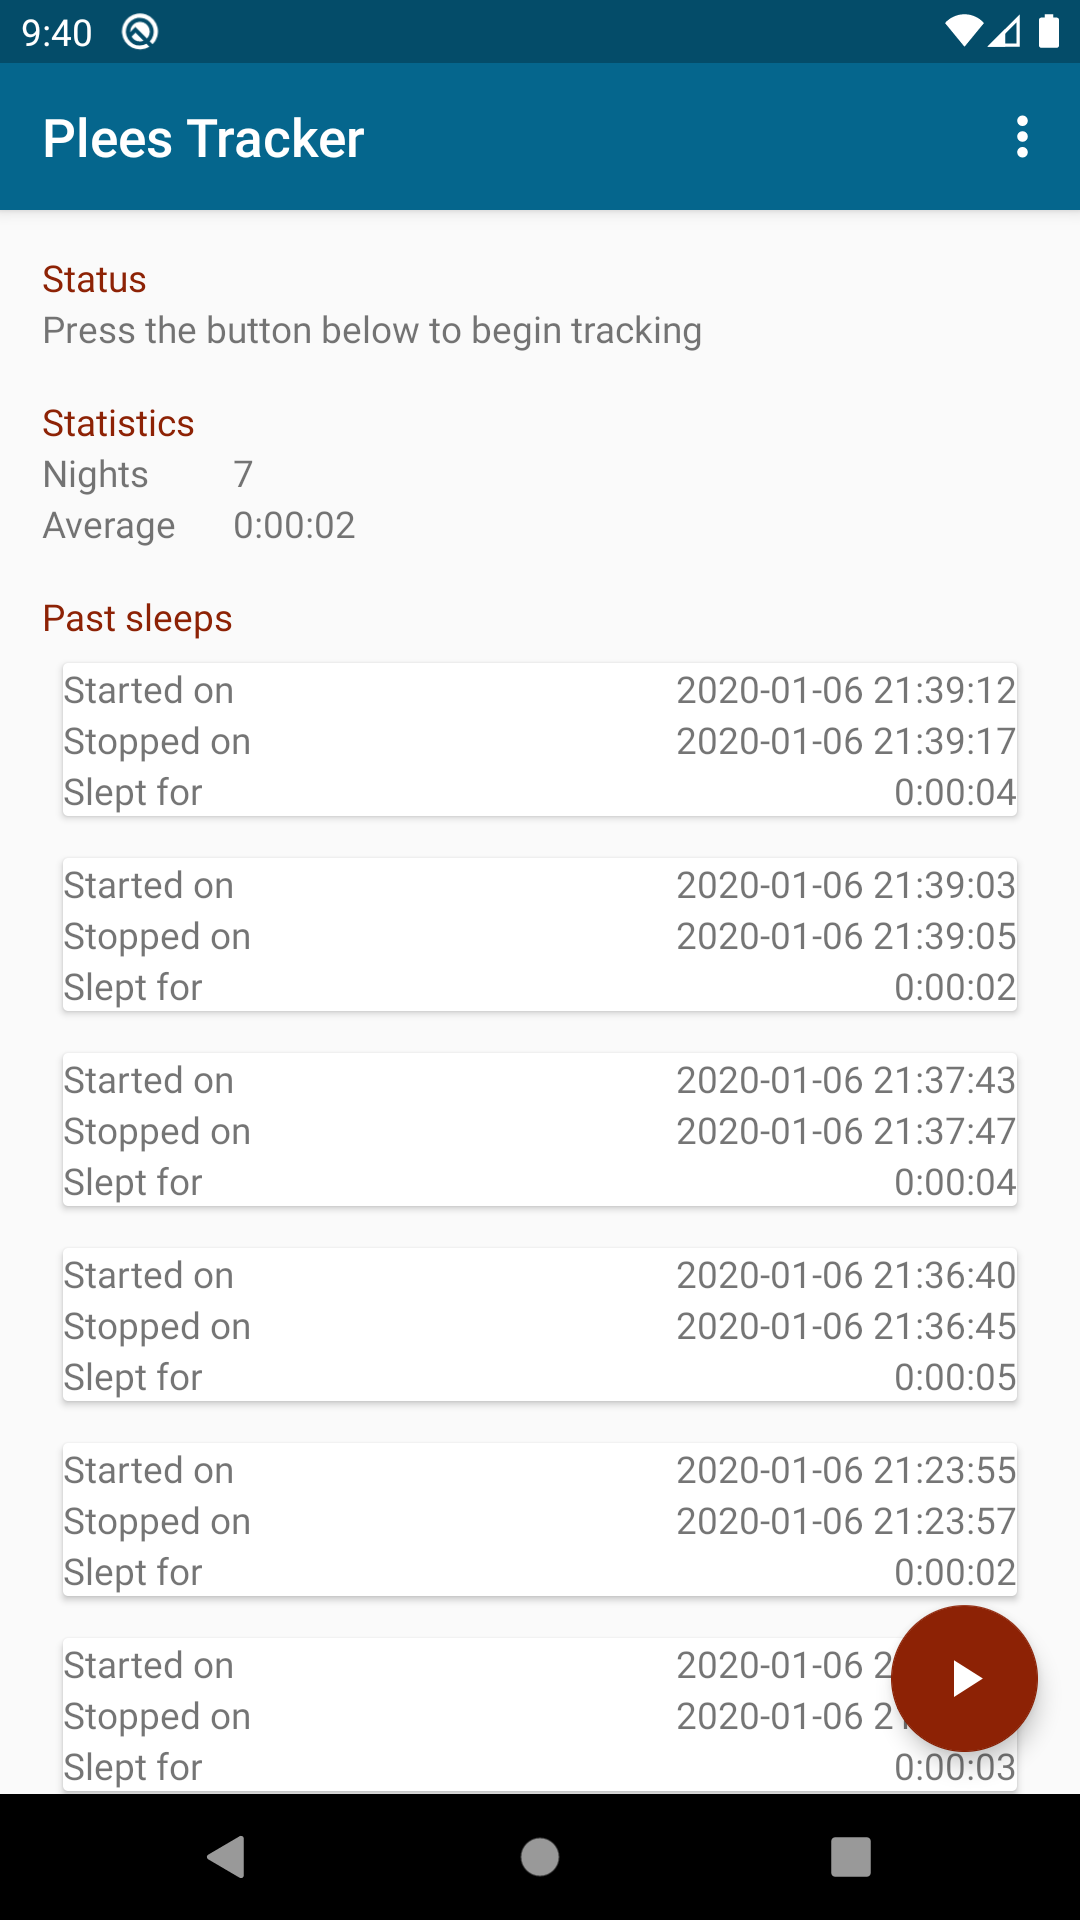 9:40
Plees Tracker
Status
Press the button below to begin tracking
Statistics
Nights 7
Average 0:00:02
Past sleeps
Started on 2020-01-06 21:39:12
Stopped on 2020-01-06 21:39:17
Slept for 0:00:04
Started on 2020-01-06 21:39:03
Stopped on 2020-01-06 21:39:05
Slept for 0:00:02
Started on 2020-01-06 21:37:43
Stopped on 2020-01-06 21:37:47
Slept for 0:00:04
Started on 2020-01-06 21:36:40
Stopped on 2020-01-06 21:36:45
Slept for 0:00:05
Started on 2020-01-06 21:23:55
Stopped on 2020-01-06 21:23:57
Slept for 0:00:02
Started on 2020-01-06
Stopped on 2020-01-06
Slept for 0:00:03